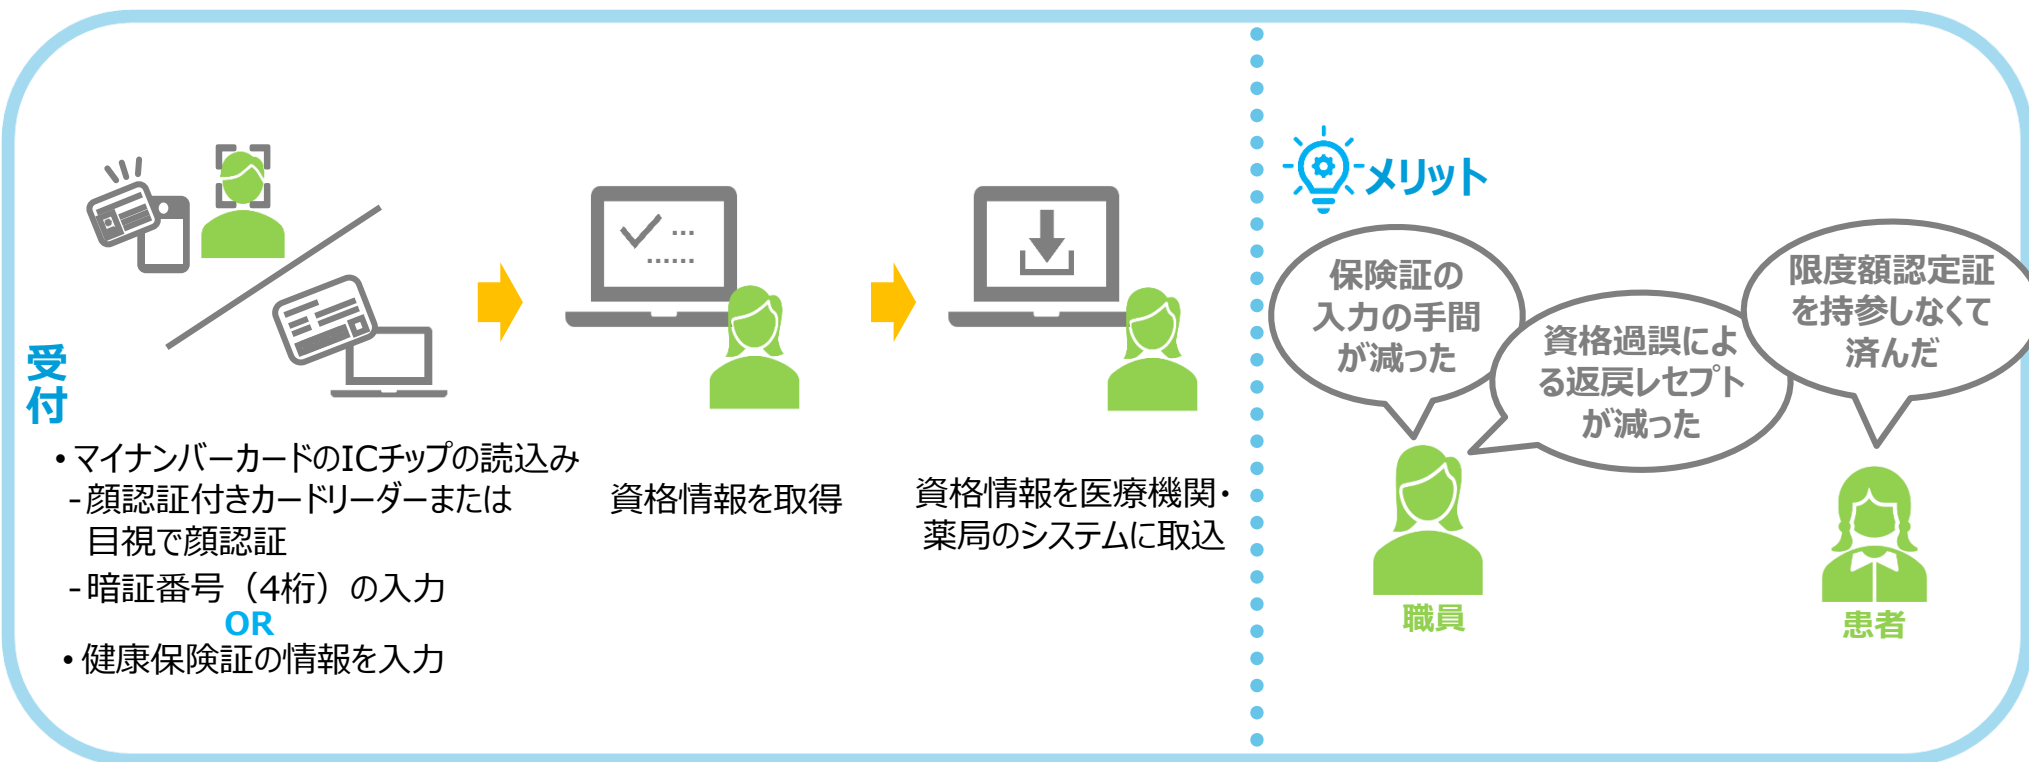 受付
・マイナンバーカードのICチップの読込み
-顔認証付きカードリーダーまたは
目視で顔認証
-暗証番号（4桁）の入力
OR
・健康保険証の情報を入力
✓ …
……
資格情報を取得
資格情報を医療機関・
薬局のシステムに取込
メリット
保険証の
入力の手間
が減った
資格過誤によ
る返戻レセプト
が減った
限度額認定証
を持参しなくて
済んだ
職員
患者